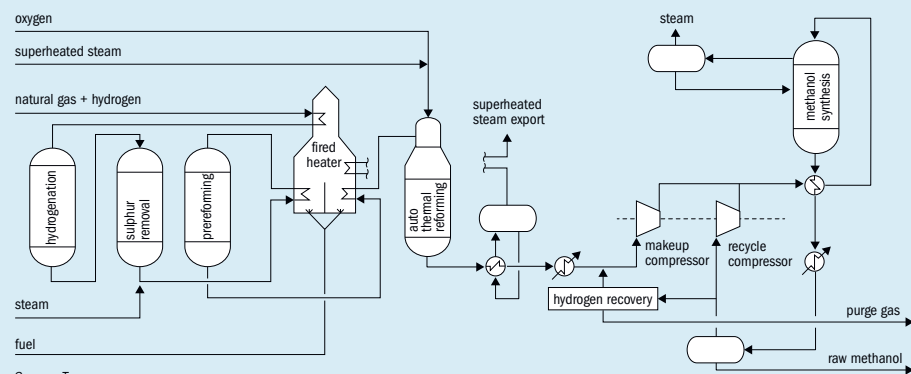 oxygen
superheated steam
natural gas + hydrogen
hydrogenation
sulphur
removal
prereforming
fired
heater
auto
thermal
reforming
superheated
steam export
steam
methanol
synthesis
makeup
compressor
recycle
compressor
hydrogen recovery
purge gas
raw methanol
steam
fuel